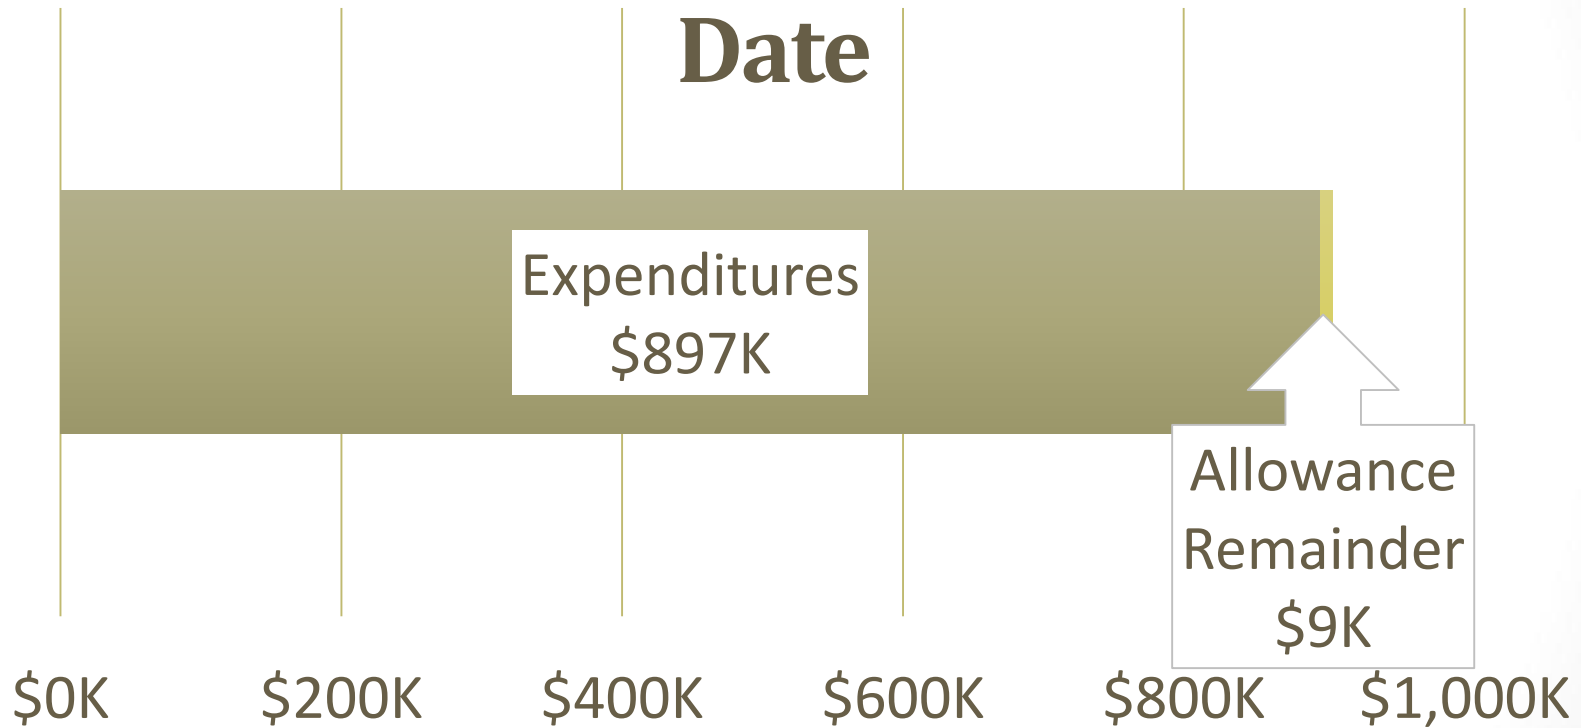 Date
Expenditures
$897K
Allowance
Remainder
$9K
$0K $200K $400K $600K $800K $1,000K